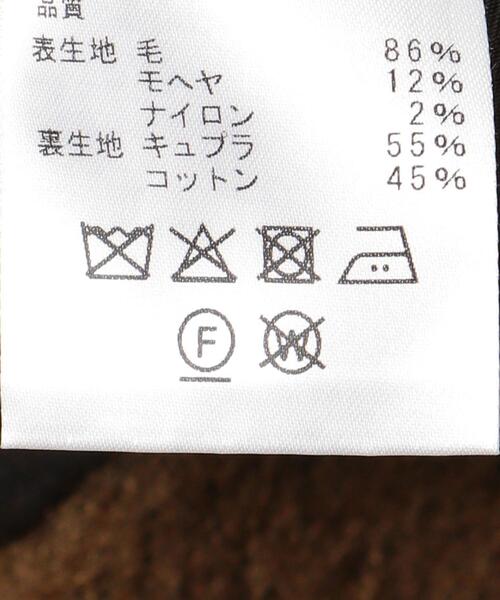 品質
表生地 毛 86%
モヘヤ 12%
ナイロン 2%
裏生地 キュプラ 55%
コットン 45%
F W